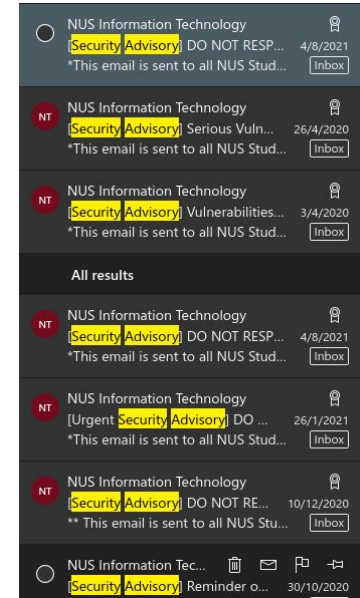 NUS Information Technology
[Security Advisory] DO NOT RESP... 4/8/2021
*This email is sent to all NUS Stud... Inbox
NT NUS Information Technology
[Security Advisory] Serious Vuln... 26/4/2020
*This email is sent to all NUS Stud... Inbox
NT NUS Information Technology
[Security Advisory] Vulnerabilities... 3/4/2020
*This email is sent to all NUS Stud... Inbox
All results
NT NUS Information Technology
[Security Advisory] DO NOT RESP... 4/8/2021
*This email is sent to all NUS Stud... Inbox
NT NUS Information Technology
[Urgent Security Advisory] DO ... 26/1/2021
*This email is sent to all NUS Stud... Inbox
NT NUS Information Technology
[Security Advisory] DO NOT RE... 10/12/2020
** This email is sent to all NUS Stu... Inbox
NUS Information Tec...
[Security Advisory] Reminder o... 30/10/2020